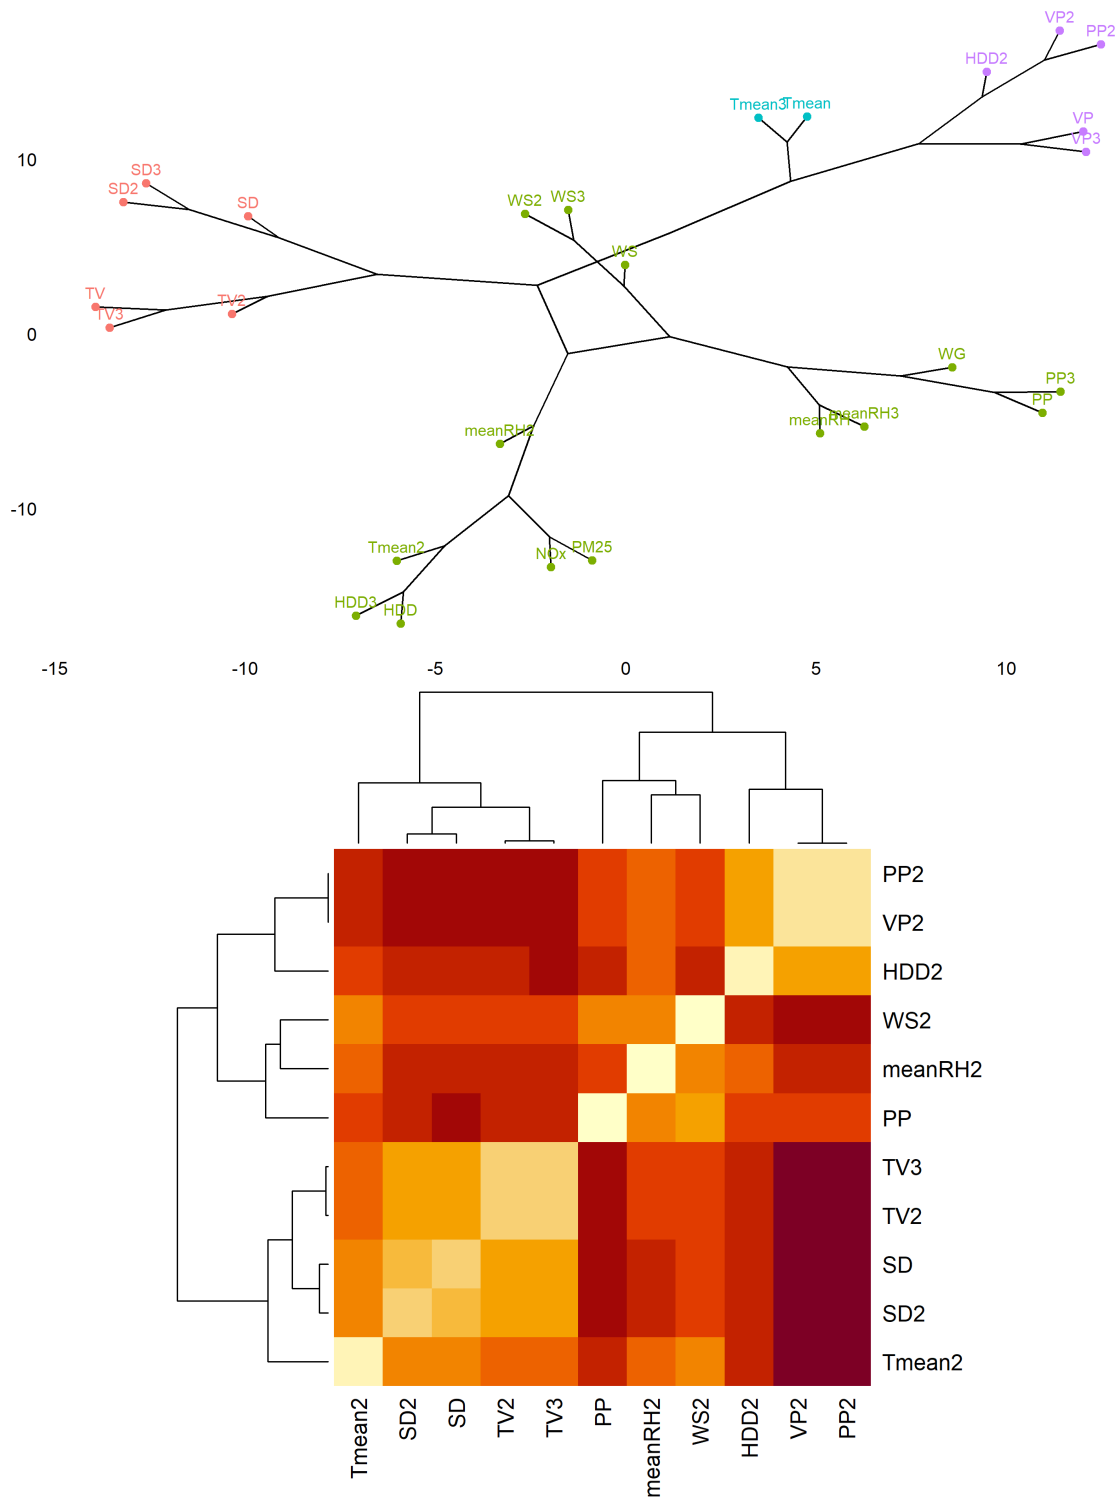 VP2
PP2
HDD2
Tmean3
Tmean
VP
VP3
10
SD3
SD2
SD
WS2
WS3
WS
TV
TV3
TV2
0
WG
PP3
PP
meanRH
meanRH3
meanRH2
-10
Tmean2
NOx
PM25
HDD3
HDD
-15
-10
-5
0
5
10
PP2
VP2
HDD2
WS2
meanRH2
PP
TV3
TV2
SD
SD2
Tmean2
Tmean2
SD2
SD
TV2
TV3
PP
meanRH2
WS2
HDD2
VP2
PP2